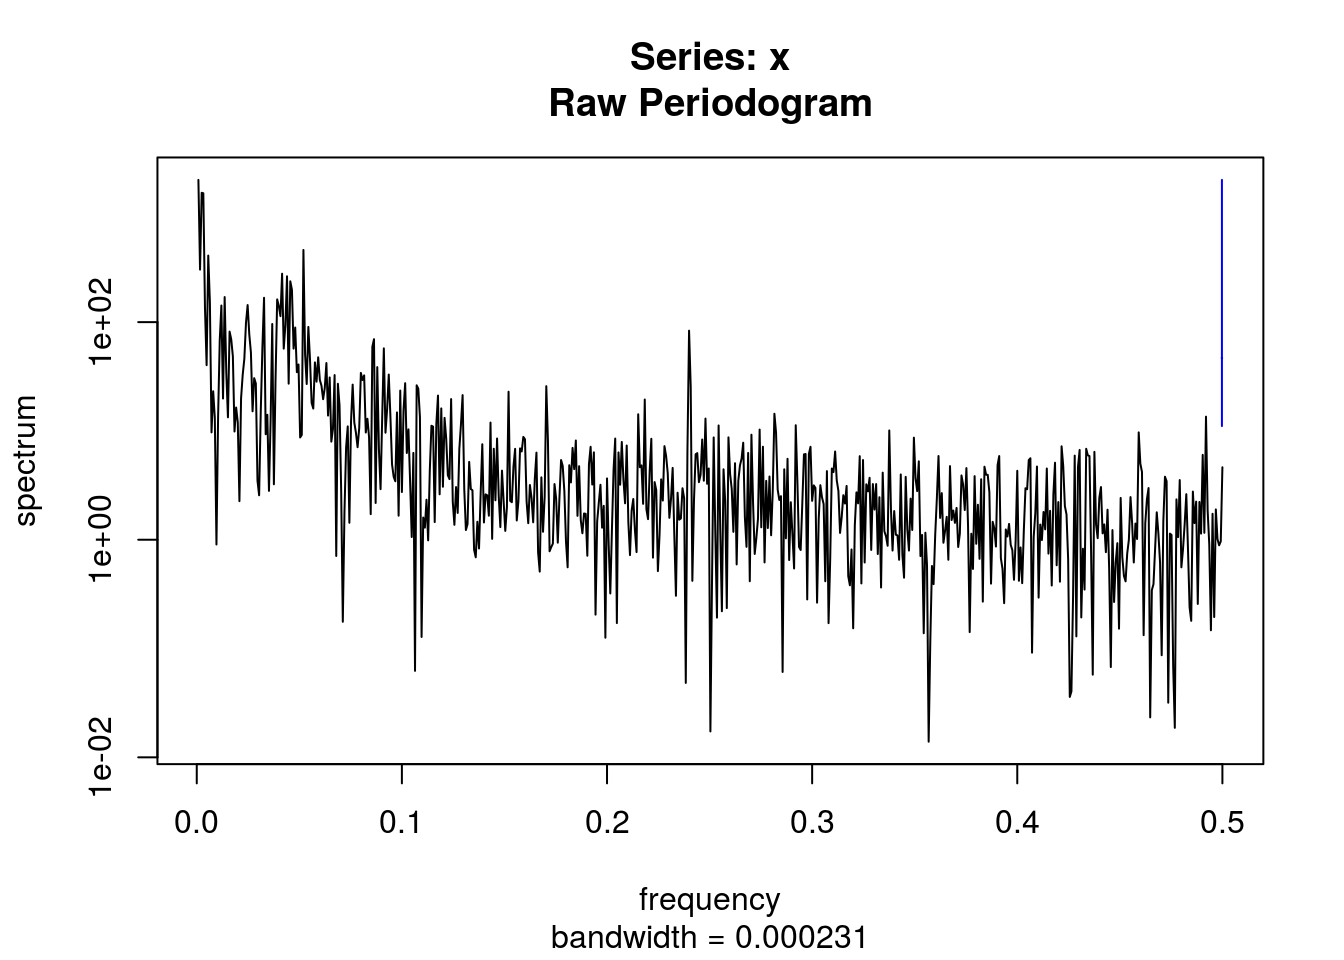 Series: x
Raw Periodogram
spectrum
1e+02
1e+00
1e-02
0.0 0.1 0.2 0.3 0.4 0.5
frequency
bandwidth = 0.000231